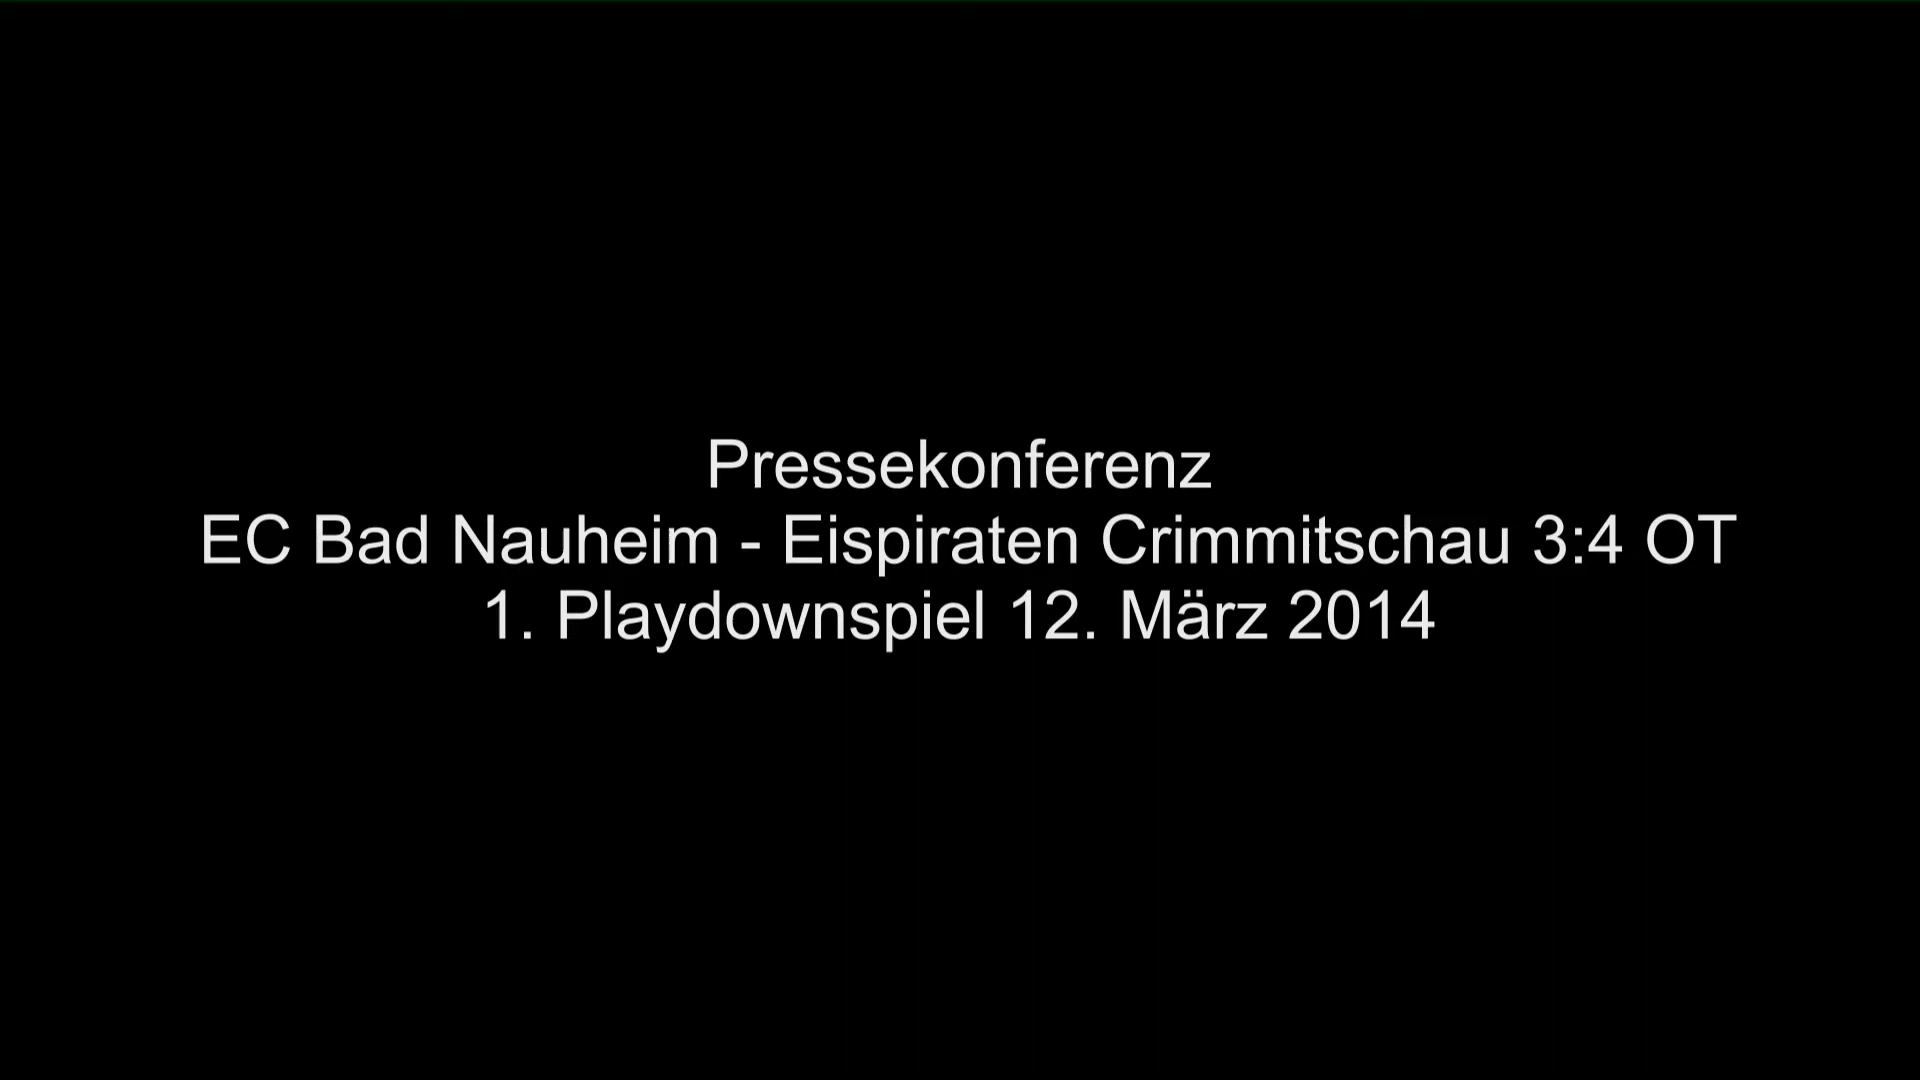 Pressekonferenz
EC Bad Nauheim - Eispiraten Crimmitschau 3:4 OT
1. Playdownspiel 12. März 2014